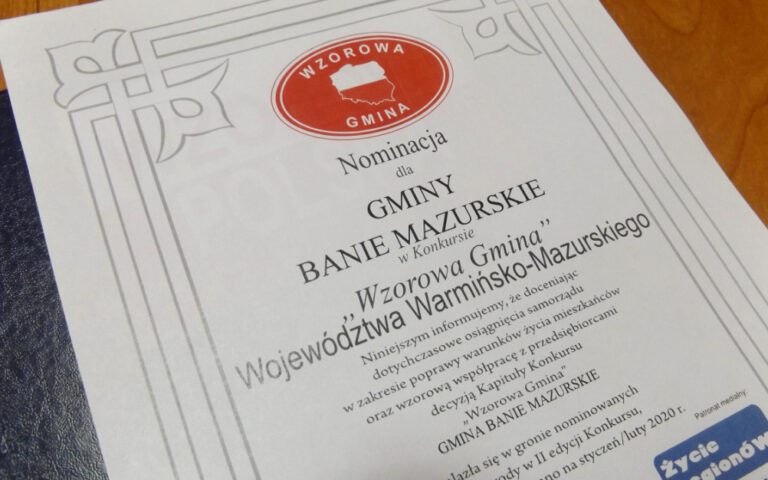 WZOROWA
GMINA
Nominacja
dla
GMINY
BANIE MAZURSKIE
w Konkursie
„Wzorowa Gmina”
Województwa Warmińsko-Mazurskiego
Niniejszym informujemy, że doceniając
dotychczasowe osiągnięcia samorządu
w zakresie poprawy warunków życia mieszkańców
oraz wzorową współpracę z przedsiębiorcami
decyzją Kapituły Konkursu
„Wzorowa Gmina”
GMINA BANIE MAZURSKIE
się w gronie nominowanych
w II edycji Konkursu,
na styczeń/luty 2020 r.
Patronat medialny:
Życie